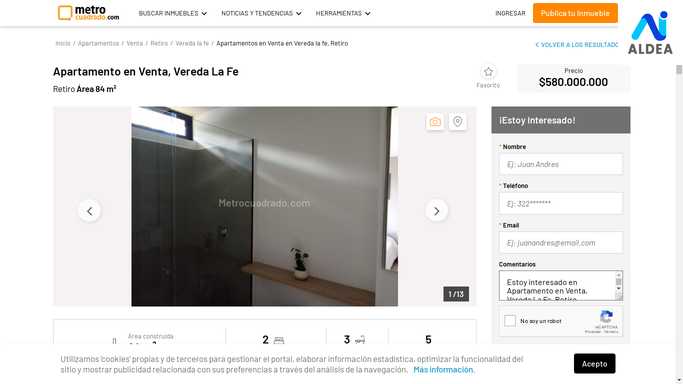 metro
cuadrado.com
BUSCAR INMUEBLES
NOTICIAS Y TENDENCIAS
HERRAMIENTAS
INGRESAR
Publica tu Inmueble
ALDEA
Inicio / Apartamentos / Venta / Retiro / Vereda la fe / Apartamentos en Venta en Vereda la fe, Retiro
< VOLVER A LOS RESULTADO
Apartamento en Venta, Vereda La Fe
Retiro Área 84 m²
Favorito
Precio
$580.000.000
Metrocuadrado.com
1 /13
¡Estoy Interesado!
* Nombre
Ej: Juan Andres
* Teléfono
Ej: 322*******
* Email
Ej: juanandres@email.com
Comentarios
Estoy interesado en
Apartamento en Venta,
Vereda La Fe, Retiro
No soy un robot
reCAPTCHA
Privacidad - Términos
Área construida
2
3
5
Utilizamos 'cookies' propias y de terceros para gestionar el portal, elaborar información estadística, optimizar la funcionalidad del
sitio y mostrar publicidad relacionada con sus preferencias a través del análisis de la navegación. Más información.
Acepto